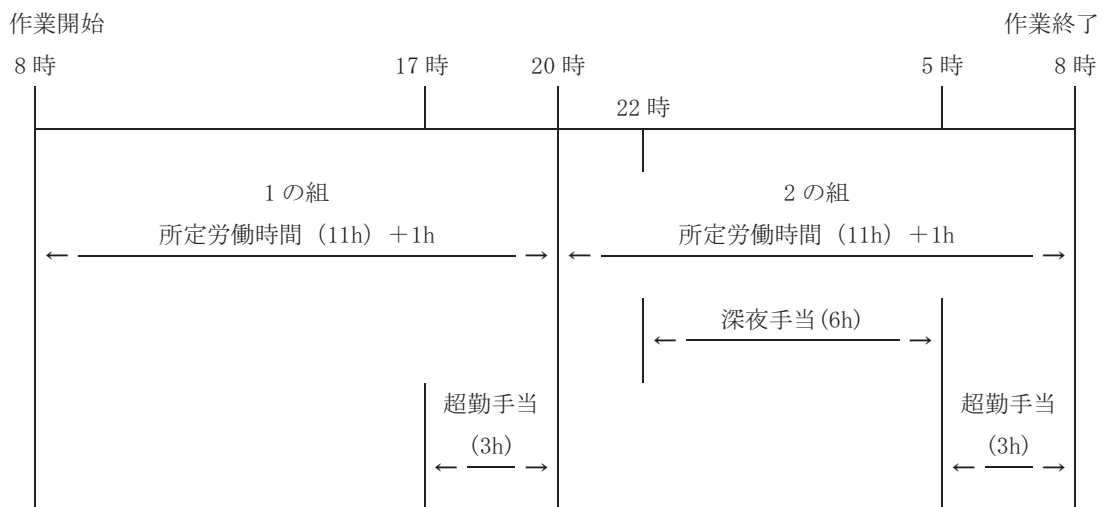 作業開始 作業終了
8時 17時 20時 5時 8時
22時
1の組 2の組
所定労働時間 (11h) +1h 所定労働時間 (11h) +1h
深夜手当(6h)
超勤手当 超勤手当
(3h) (3h)